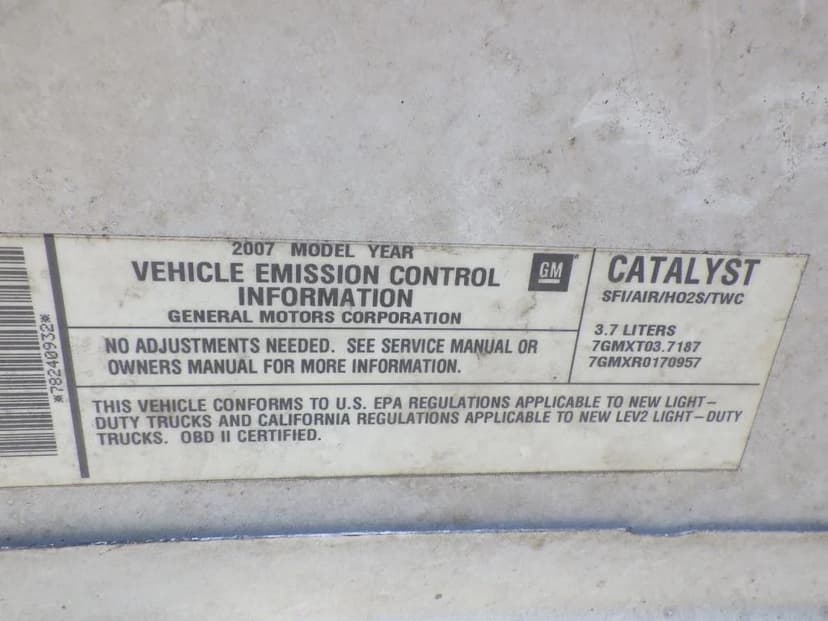 *78240932*
2007 MODEL YEAR
VEHICLE EMISSION CONTROL
INFORMATION
GENERAL MOTORS CORPORATION
GM
CATALYST
SFI/AIR/HO2S/TWC
NO ADJUSTMENTS NEEDED. SEE SERVICE MANUAL OR
OWNERS MANUAL FOR MORE INFORMATION.
3.7 LITERS
7GMXT03.7187
7GMXR0170957
THIS VEHICLE CONFORMS TO U.S. EPA REGULATIONS APPLICABLE TO NEW LIGHT-
DUTY TRUCKS AND CALIFORNIA REGULATIONS APPLICABLE TO NEW LEV2 LIGHT-DUTY
TRUCKS. OBD II CERTIFIED.